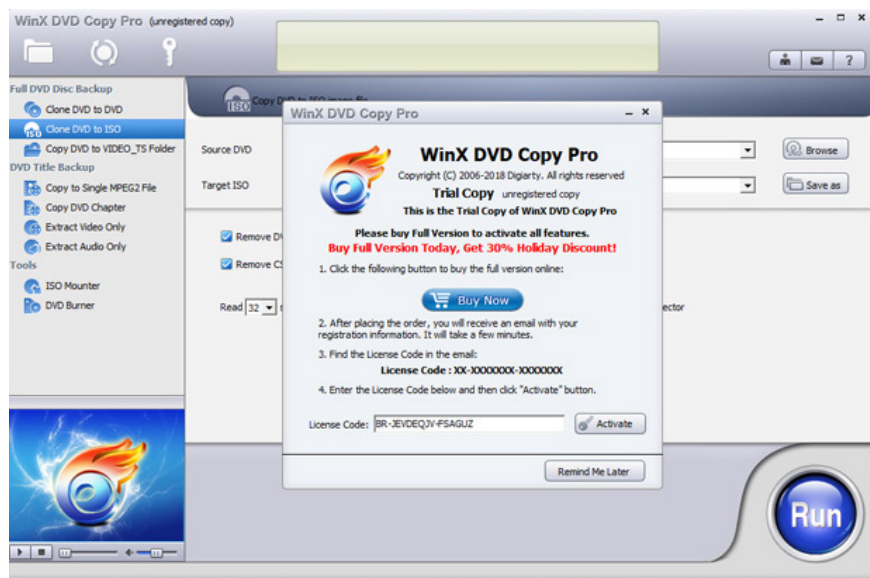 WinX DVD Copy Pro (unregistered copy)
?
Full DVD Disc Backup
Clone DVD to DVD
Clone DVD to ISO
Copy DVD to VIDEO_TS Folder
DVD Title Backup
Copy to Single MPEG2 File
Copy DVD Chapter
Extract Video Only
Extract Audio Only
Tools
ISO Mounter
DVD Burner
ISO
Source DVD
Browse
Target ISO
Save as
Remove
Remove
Read 32
WinX DVD Copy Pro
WinX DVD Copy Pro
Copyright (C) 2006-2018 Digiarty. All rights reserved
Trial Copy unregistered copy
This is the Trial Copy of WinX DVD Copy Pro
Please buy Full Version to activate all features.
Buy Full Version Today, Get 30% Holiday Discount!
1. Click the following button to buy the full version online:
Buy Now
2. After placing the order, you will receive an email with your
registration information. It will take a few minutes.
3. Find the License Code in the email:
License Code : XX-XXXXXXX-XXXXXXX
4. Enter the License Code below and then click "Activate" button.
License Code: BR-JEVDEQJV-FSAGUZ
Activate
Remind Me Later
Run